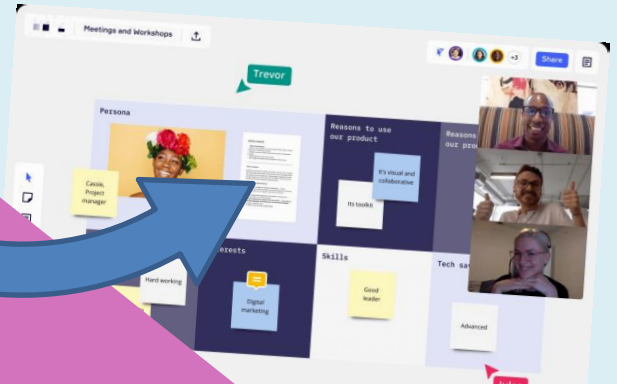 Meetings and Workshops
+3
Share
Trevor
Persona
Reasons to use
our product
Reasons
our pro
It's visual and
collaborative
Its toolkit
Cassie,
Project
manager
Hard working
erests
Digital
marketing
Skills
Good
leader
Tech sa
Advanced